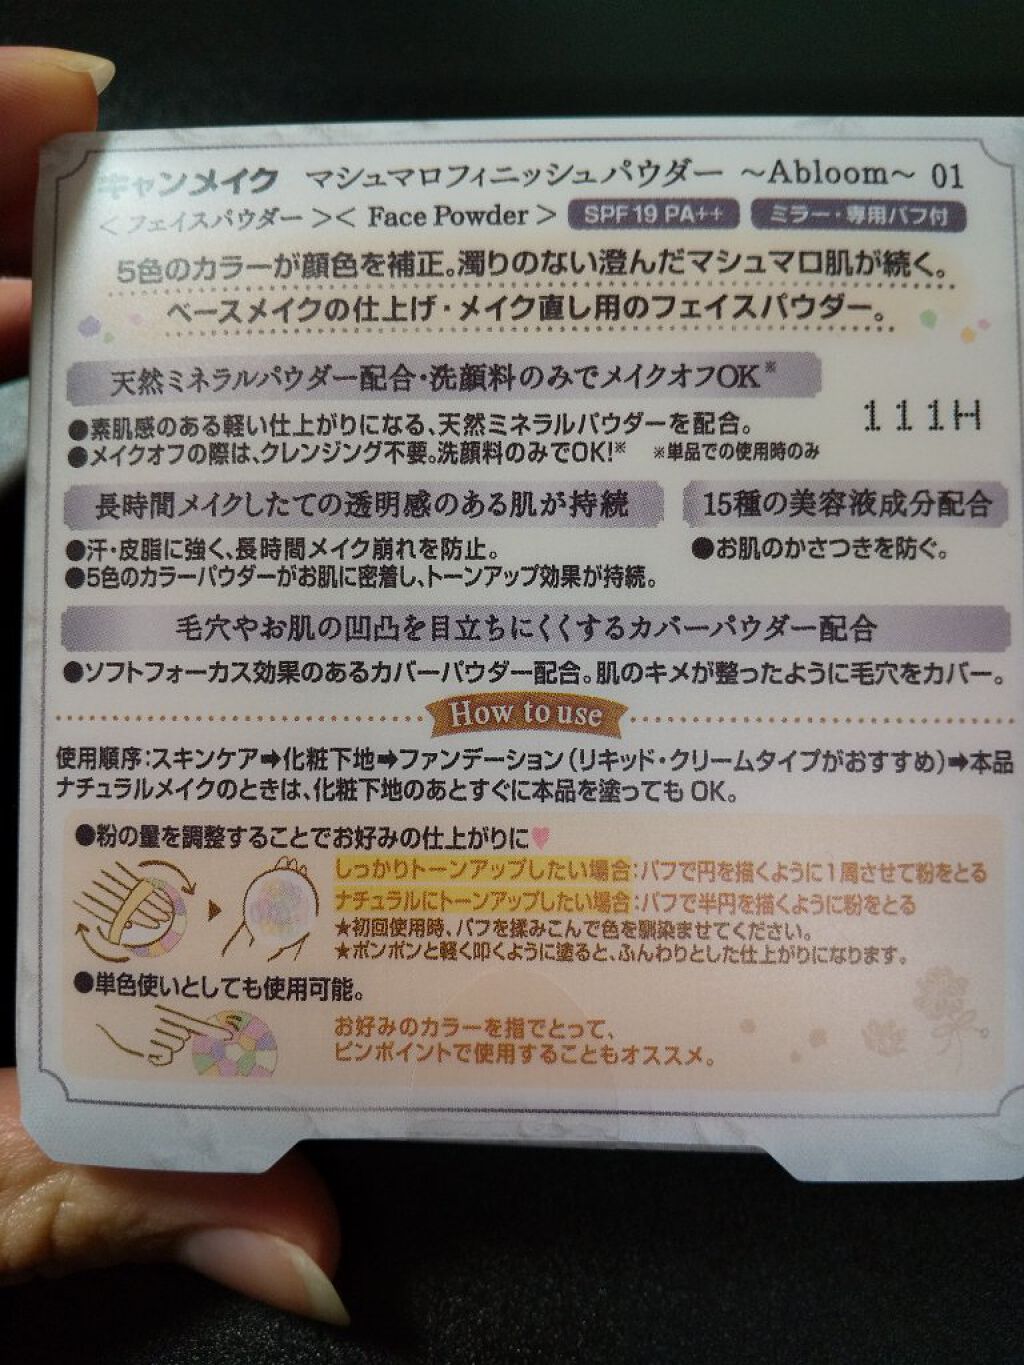 キャンメイク マシュマロフィニッシュパウダー ~Abloom~ 01
<フェイスパウダー><Face Powder> SPF19 PA++ ミラー・専用パフ付
5色のカラーが顔色を補正。濁りのない澄んだマシュマロ肌が続く。
ベースメイクの仕上げ・メイク直し用のフェイスパウダー。
天然ミネラルパウダー配合・洗顔料のみでメイクオフOK※
111H
●素肌感のある軽い仕上がりになる、天然ミネラルパウダーを配合。
●メイクオフの際は、クレンジング不要。洗顔料のみでOK!※ ※単品での使用時のみ
長時間メイクしたての透明感のある肌が持続
●汗・皮脂に強く、長時間メイク崩れを防止。
●5色のカラーパウダーがお肌に密着し、トーンアップ効果が持続。
15種の美容液成分配合
●お肌のかさつきを防ぐ。
毛穴やお肌の凹凸を目立ちにくくするカバーパウダー配合
●ソフトフォーカス効果のあるカバーパウダー配合。肌のキメが整ったように毛穴をカバー。
How to use
使用順序:スキンケア➡化粧下地➡ファンデーション(リキッド・クリームタイプがおすすめ)➡本品
ナチュラルメイクのときは、化粧下地のあとすぐに本品を塗ってもOK。
●粉の量を調整することでお好みの仕上がりに♥
しっかりトーンアップしたい場合:パフで円を描くように1周させて粉をとる
ナチュラルにトーンアップしたい場合:パフで半円を描くように粉をとる
★初回使用時、パフを揉みこんで色を馴染ませてください。
★ポンポンと軽く叩くように塗ると、ふんわりとした仕上がりになります。
●単色使いとしても使用可能。
お好みのカラーを指でとって、
ピンポイントで使用することもオススメ。